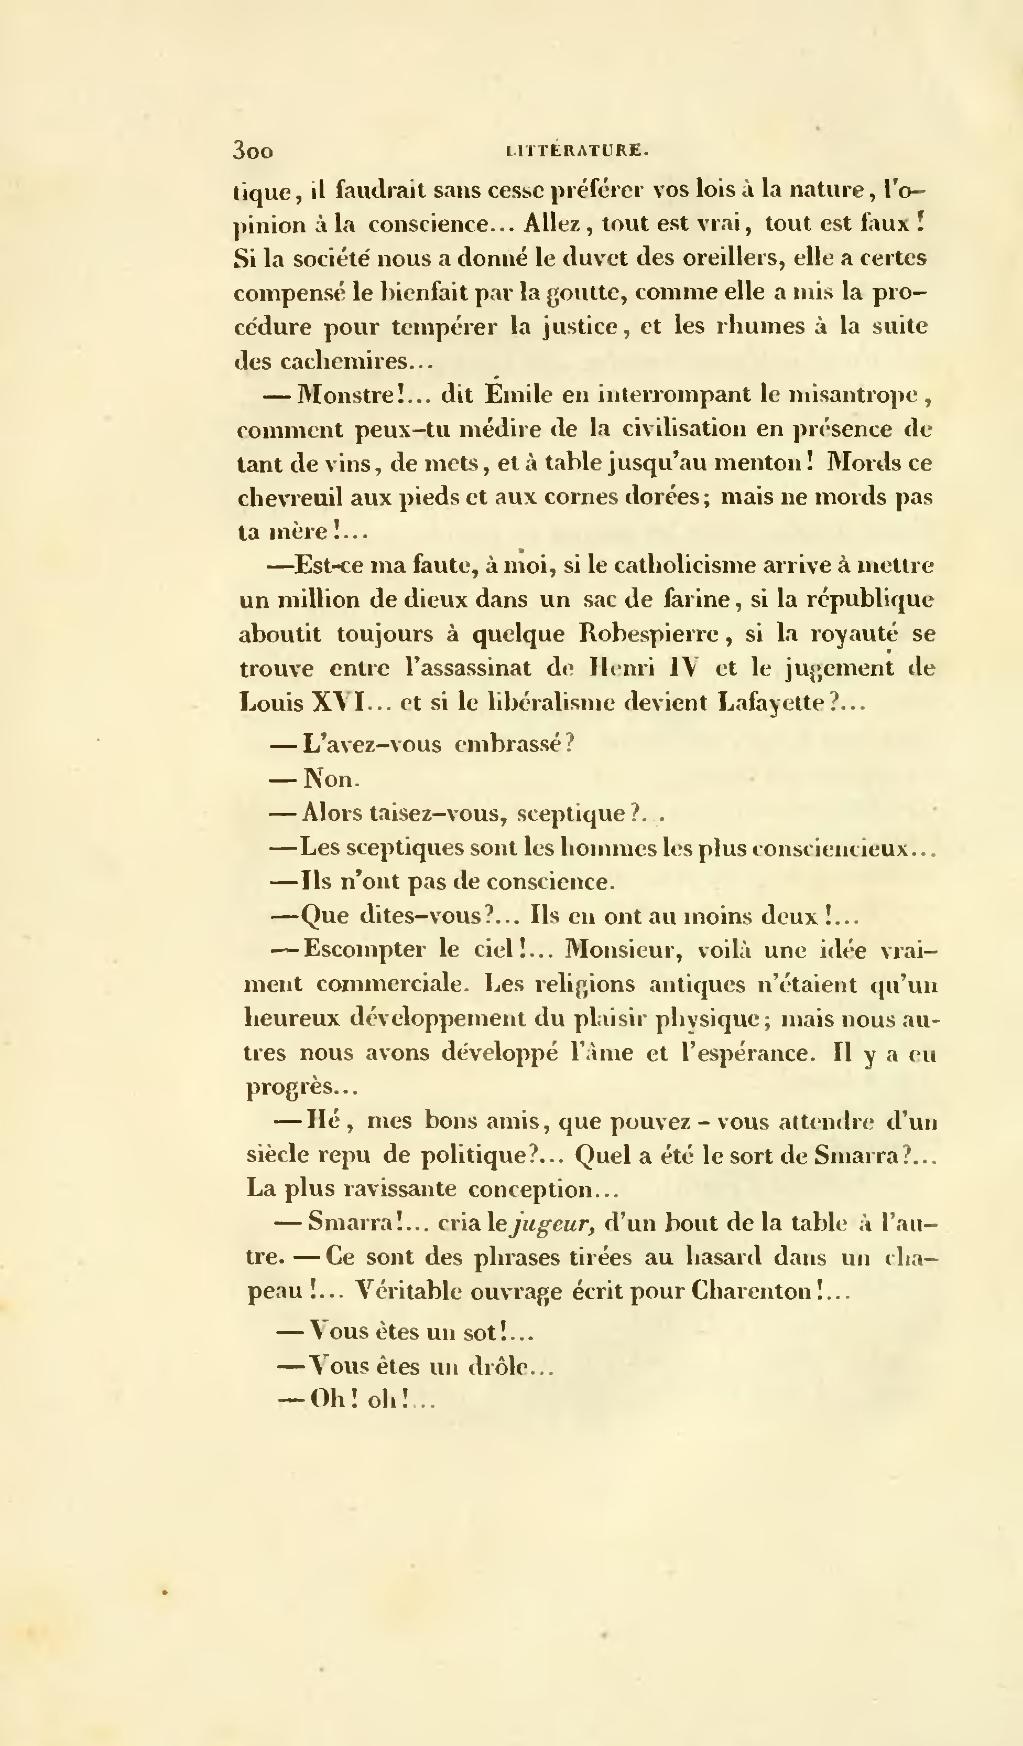 300 LITTÉRATURE.
tique, il faudrait sans cesse préférer vos lois à la nature, l'o-
pinion à la conscience... Allez, tout est vrai, tout est faux !
Si la société nous a donné le duvet des oreillers, elle a certes
compensé le bienfait par la goutte, comme elle a mis la pro-
cédure pour tempérer la justice, et les rhumes à la suite
des cachemires...
— Monstre!... dit Émile en interrompant le misantrope,
comment peux-tu médire de la civilisation en présence de
tant de vins, de mets, et à table jusqu'au menton ! Mords ce
chevreuil aux pieds et aux cornes dorées; mais ne mords pas
ta mère !...
—Est-ce ma faute, à moi, si le catholicisme arrive à mettre
un million de dieux dans un sac de farine, si la république
aboutit toujours à quelque Robespierre, si la royauté se
trouve entre l'assassinat de Henri IV et le jugement de
Louis XVI... et si le libéralisme devient Lafayette?...
— L'avez-vous embrassé?
— Non.
— Alors taisez-vous, sceptique ?. .
—Les sceptiques sont les hommes les plus consciencieux...
—Ils n'ont pas de conscience.
—Que dites-vous?... Ils en ont au moins deux !...
—Escompter le ciel!... Monsieur, voilà une idée vrai-
ment commerciale. Les religions antiques n'étaient qu'un
heureux développement du plaisir physique; mais nous au-
tres nous avons développé l'âme et l'espérance. Il y a eu
progrès...
—Hé, mes bons amis, que pouvez-vous attendre d'un
siècle repu de politique?... Quel a été le sort de Smarra?...
La plus ravissante conception...
— Smarra!... cria le jugeur, d'un bout de la table à l'au-
tre. — Ce sont des phrases tirées au hasard dans un cha-
peau !... Véritable ouvrage écrit pour Charenton!...
— Vous ètes un sot!...
—Vous êtes un drôle...
—Oh! oh!...